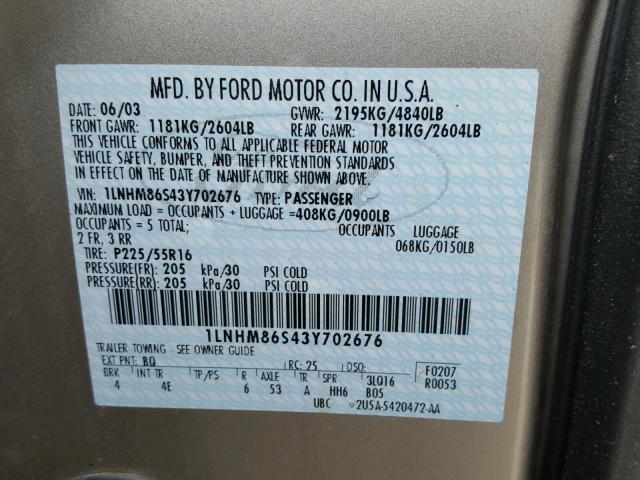 MFD. BY FORD MOTOR CO. IN U.S.A.
DATE: 06/03 GVWR: 2195KG/4840LB
FRONT GAWR: 1181KG/2604LB REAR GAWR: 1181KG/2604LB
THIS VEHICLE CONFORMS TO ALL APPLICABLE FEDERAL MOTOR
VEHICLE SAFETY, BUMPER, AND THEFT PREVENTION STANDARDS
IN EFFECT ON THE DATE OF MANUFACTURE SHOWN ABOVE.
VIN: 1LNHM86S43Y702676 TYPE: PASSENGER
MAXIMUM LOAD = OCCUPANTS + LUGGAGE =408KG/0900LB
OCCUPANTS = 5 TOTAL; OCCUPANTS LUGGAGE
2 FR, 3 RR 068KG/0150LB
TIRE: P225/55R16
PRESSURE(FR): 205 kPa/30 PSI COLD
PRESSURE(RR): 205 kPa/30 PSI COLD
1LNHM86S43Y702676
TRAILER TOWING - SEE OWNER GUIDE
EXT PNT: BQ RC: 25 DSO: F0207
BRK INT TR TP/PS R AXLE TR SPR 3LQ16 R0053
4 4E 6 53 A HH6 B05
UBC 2U5A-5420472-AA